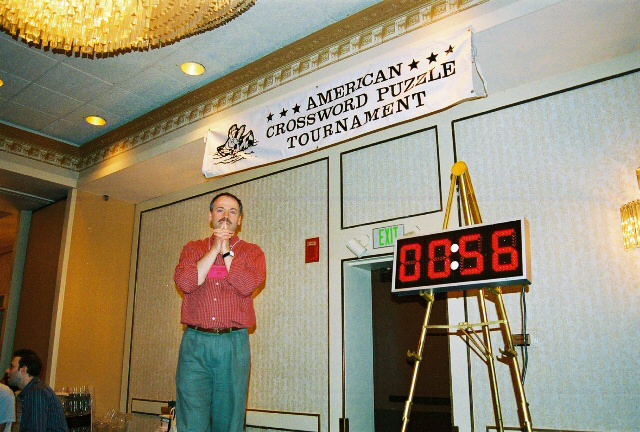 ★ ★ ★ AMERICAN ★ ★ ★
CROSSWORD PUZZLE
TOURNAMENT
EXIT
00:56